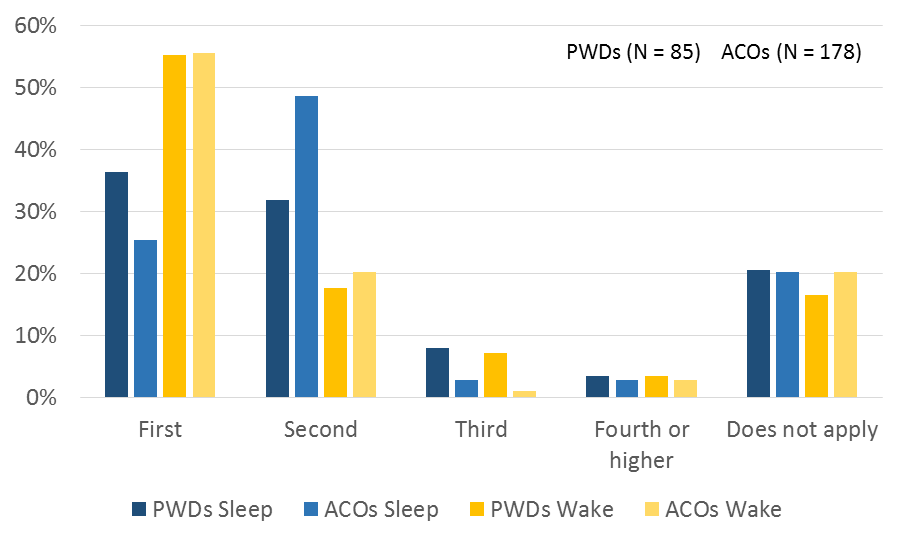 60%
PWDs (N = 85) ACOs (N = 178)
50%
40%
30%
20%
10%
0%
First Second Third Fourth or Does not apply
higher
PWDs Sleep ACOs Sleep PWDs Wake ACOs Wake